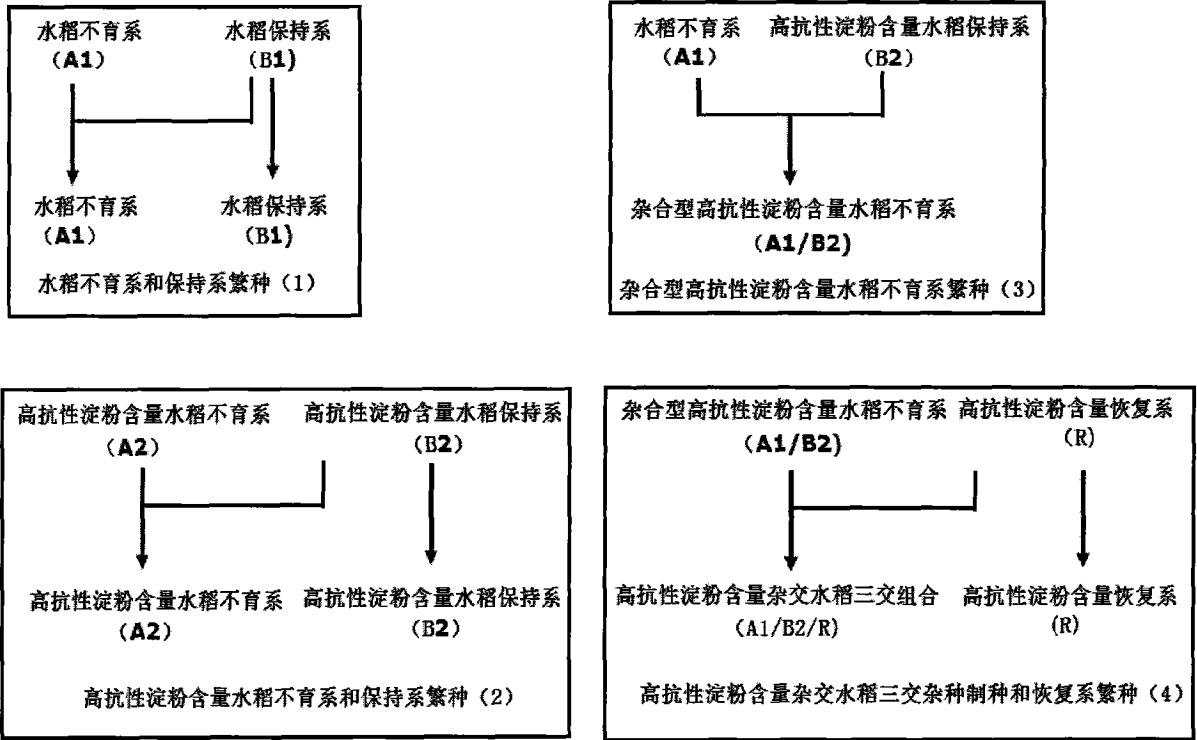 水稻不育系 水稻保持系
（A1） （B1)
水稻不育系 水稻保持系
（A1） （B1)
水稻不育系和保持系繁种（1）
水稻不育系 高抗性淀粉含量水稻保持系
（A1） （B2）
杂合型高抗性淀粉含量水稻不育系
（A1/B2)
杂合型高抗性淀粉含量水稻不育系繁种（3）
高抗性淀粉含量水稻不育系 高抗性淀粉含量水稻保持系
（A2） （B2）
高抗性淀粉含量水稻不育系 高抗性淀粉含量水稻保持系
（A2） （B2）
高抗性淀粉含量水稻不育系和保持系繁种（2）
杂合型高抗性淀粉含量水稻不育系 高抗性淀粉含量恢复系
（A1/B2) (R)
高抗性淀粉含量杂交水稻三交组合 高抗性淀粉含量恢复系
(A1/B2/R) (R)
高抗性淀粉含量杂交水稻三交杂种制种和恢复系繁种（4）